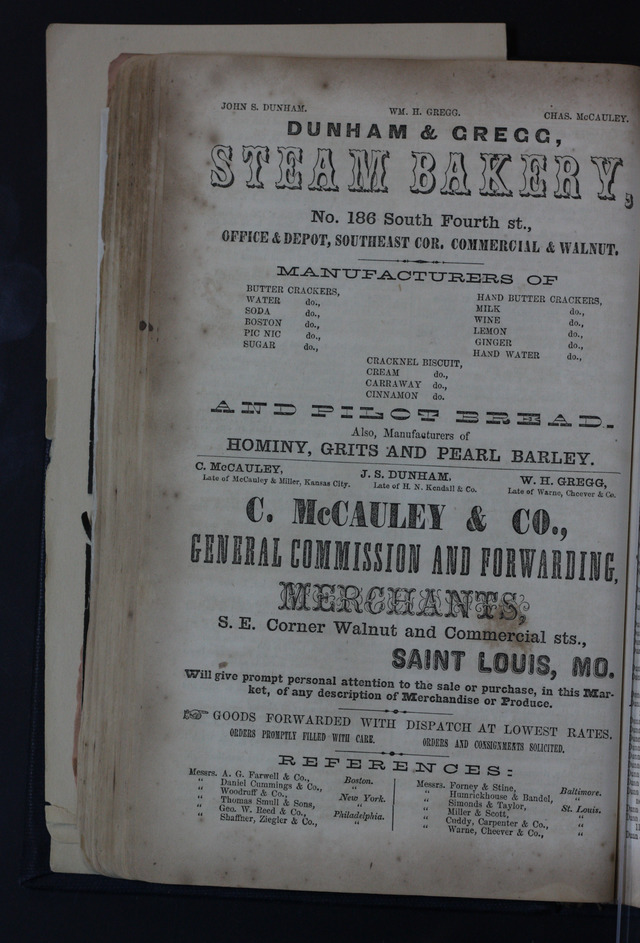 JOHN S. DUNHAM. WM. H. GREGG. CHAS. McCAULEY.
DUNHAM & GREGG,
STEAM BAKERY,
No. 186 South Fourth st.,
OFFICE & DEPOT, SOUTHEAST COR. COMMERCIAL & WALNUT.
MANUFACTURERS OF
BUTTER CRACKERS,
WATER do.,
SODA do.,
BOSTON do.,
PIC NIC do.,
SUGAR do.,
HAND BUTTER CRACKERS,
MILK do.,
WINE do.,
LEMON do.,
GINGER do.,
HAND WATER do.,
CRACKNEL BISCUIT,
CREAM do.,
CARRAWAY do.,
CINNAMON do.
AND PILOT BREAD.
Also, Manufacturers of
HOMINY, GRITS AND PEARL BARLEY.
C. McCAULEY, J. S. DUNHAM, W. H. GREGG,
Late of McCauley & Miller, Kansas City. Late of H. N. Kendall & Co. Late of Warne, Cheever & Co.
C. McCAULEY & CO.,
GENERAL COMMISSION AND FORWARDING,
MERCHANTS,
S. E. Corner Walnut and Commercial sts.,
SAINT LOUIS, MO.
Will give prompt personal attention to the sale or purchase, in this Mar-
ket, of any description of Merchandise or Produce.
☞ GOODS FORWARDED WITH DISPATCH AT LOWEST RATES.
ORDERS PROMPTLY FILLED WITH CARE. ORDERS AND CONSIGNMENTS SOLICITED.
REFERENCES:
Messrs. A. G. Farwell & Co., Boston.
" Daniel Cummings & Co., "
" Woodruff & Co., New York.
" Thomas Smull & Sons, "
" Geo. W. Reed & Co., Philadelphia.
" Shaffner, Ziegler & Co., "
Messrs. Forney & Stine, Baltimore.
" Humrickhouse & Bandel, "
" Simonds & Taylor, St. Louis.
" Miller & Scott, "
" Cuddy, Carpenter & Co., "
" Warne, Cheever & Co., "